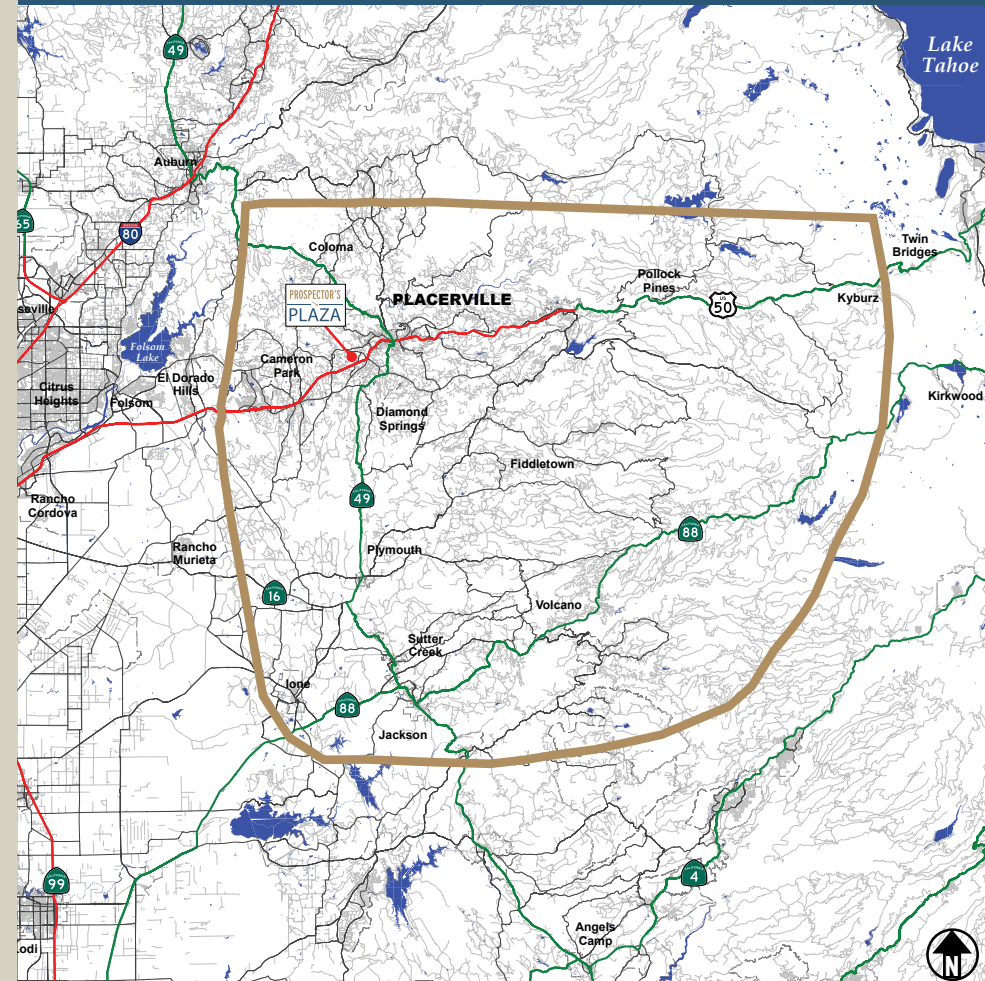 49
Lake
Tahoe
Auburn
65
80
Coloma
Twin
Bridges
Pollock
Pines
PROSPECTOR'S
PLAZA
PLACERVILLE
US
50
Kyburz
seville
Folsom
Lake
Cameron
Park
El Dorado
Hills
Citrus
Heights
Folsom
Kirkwood
Diamond
Springs
Fiddletown
49
Rancho
Cordova
88
Rancho
Murieta
Plymouth
16
Volcano
Sutter
Creek
Ione
88
Jackson
99
4
Angels
Camp
Lodi
N